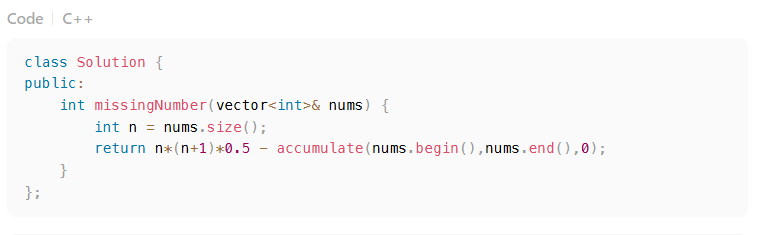 Code | C++
class Solution {
public:
    int missingNumber(vector<int>& nums) {
        int n = nums.size();
        return n*(n+1)*0.5 - accumulate(nums.begin(),nums.end(),0);
    }
};